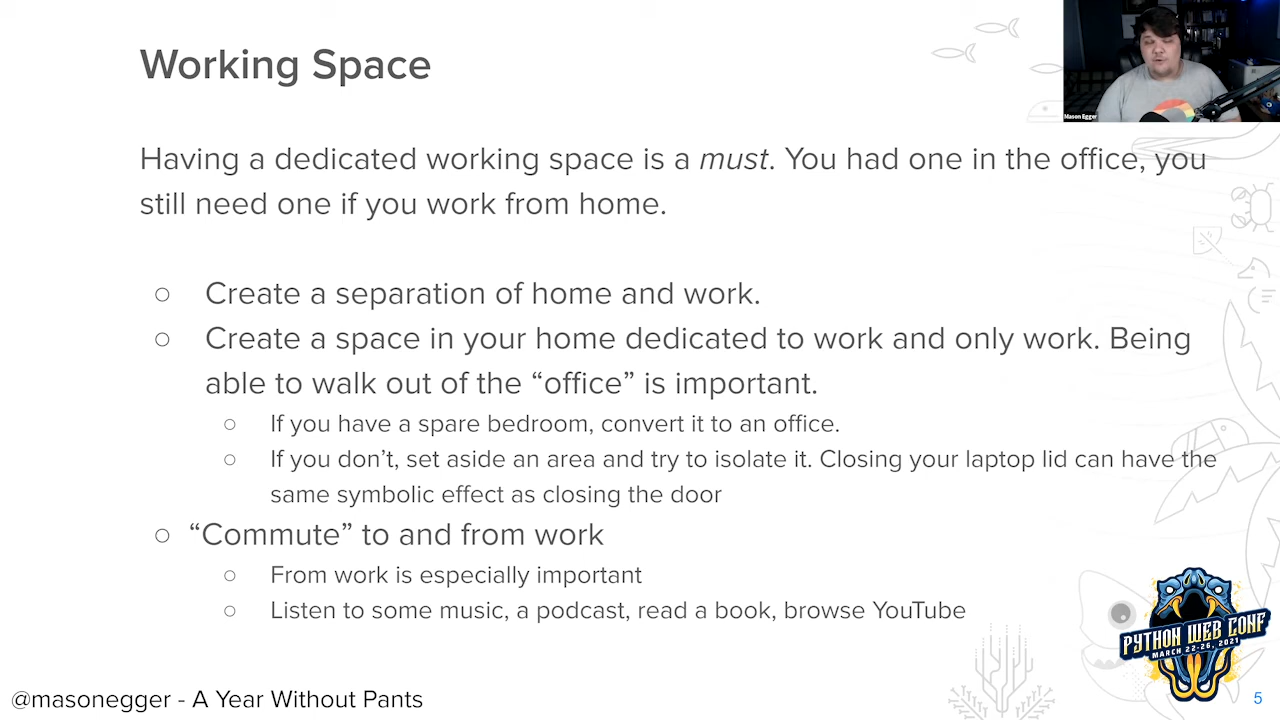 Working Space
Mason Egger
Having a dedicated working space is a must. You had one in the office, you
still need one if you work from home.
○ Create a separation of home and work.
○ Create a space in your home dedicated to work and only work. Being
able to walk out of the “office” is important.
○ If you have a spare bedroom, convert it to an office.
○ If you don’t, set aside an area and try to isolate it. Closing your laptop lid can have the
same symbolic effect as closing the door
○ “Commute” to and from work
○ From work is especially important
○ Listen to some music, a podcast, read a book, browse YouTube
PYTHON WEB CONF
MARCH 22-26, 2021
@masonegger - A Year Without Pants
5